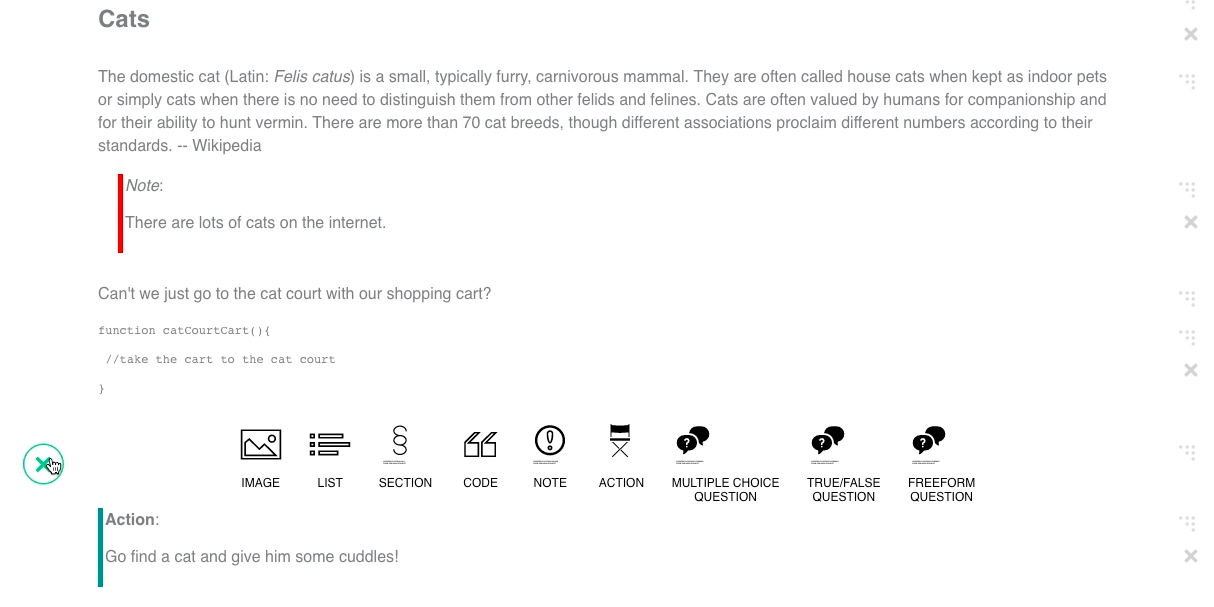 Cats
The domestic cat (Latin: Felis catus) is a small, typically furry, carnivorous mammal. They are often called house cats when kept as indoor pets
or simply cats when there is no need to distinguish them from other felids and felines. Cats are often valued by humans for companionship and
for their ability to hunt vermin. There are more than 70 cat breeds, though different associations proclaim different numbers according to their
standards. -- Wikipedia
Note:
There are lots of cats on the internet.
Can't we just go to the cat court with our shopping cart?
function catCourtCart(){
//take the cart to the cat court
}
IMAGE LIST SECTION CODE NOTE ACTION MULTIPLE CHOICE TRUE/FALSE FREEFORM
QUESTION QUESTION QUESTION
Action:
Go find a cat and give him some cuddles!